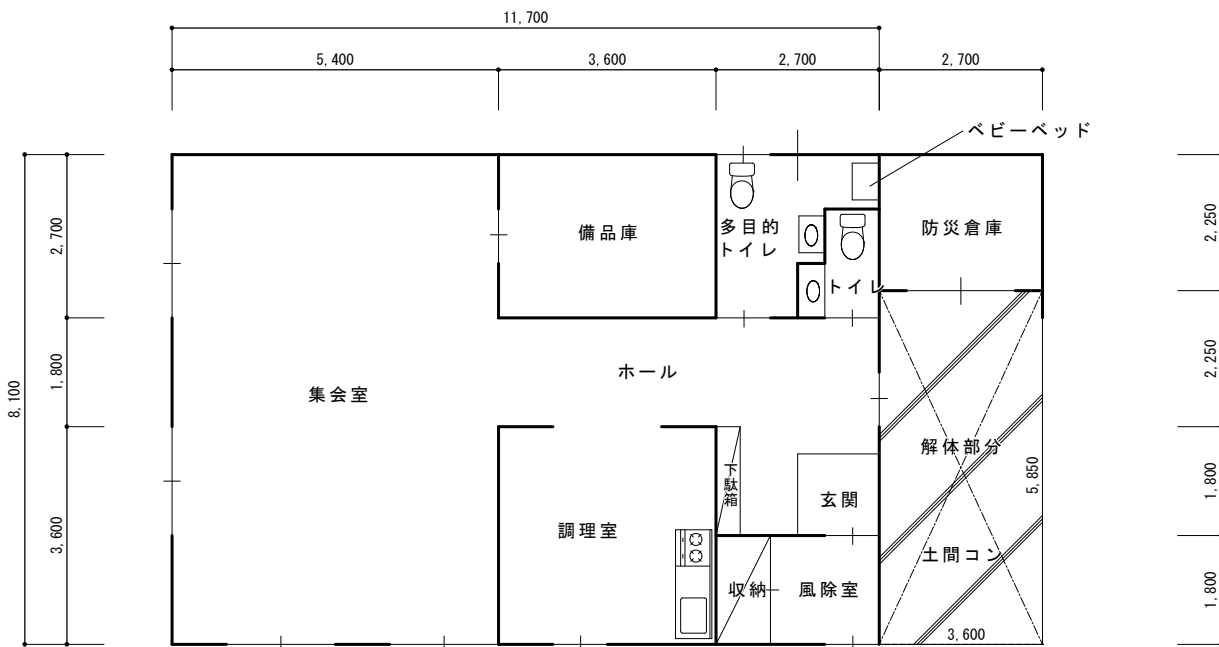 11,700
5,400
3,600
2,700
2,700
ベビーベッド
8,100
2,700
1,800
3,600
備品庫
多目的
トイレ
トイレ
防災倉庫
2,250
2,250
1,800
1,800
ホール
集会室
解体部分
5,850
下駄箱
玄関
調理室
収納
風除室
土間コン
3,600